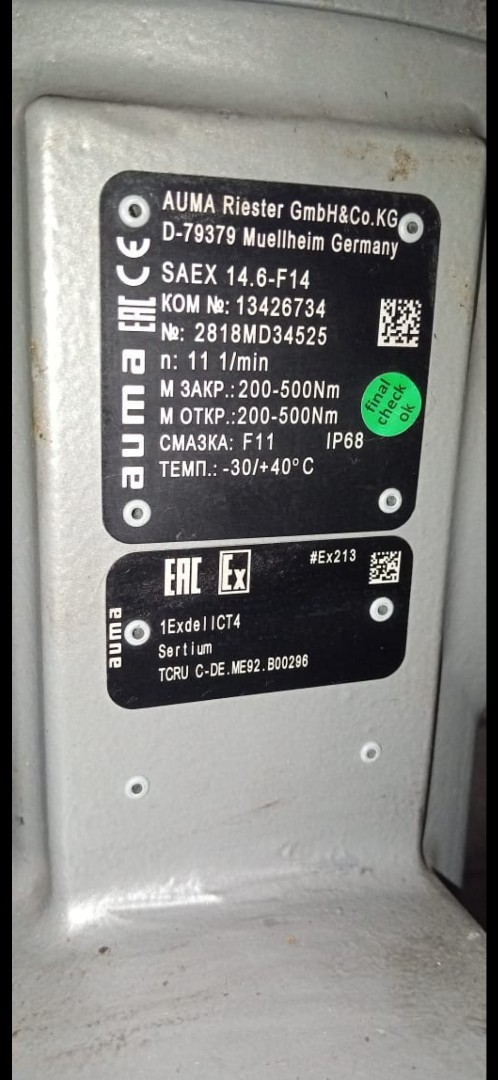 AUMA Riester GmbH&Co.KG
D-79379 Muellheim Germany
SAEX 14.6-F14
КОМ №: 13426734
№: 2818MD34525
n: 11 1/min
М ЗАКР.:200-500Nm
М ОТКР.:200-500Nm
СМАЗКА: F11 IP68
ТЕМП.: -30/+40°C
auma EAC CE
final
check
ok
EAC Ex #Ex213
auma
1ExdeIICT4
Sertium
TCRU C-DE.ME92.B00296